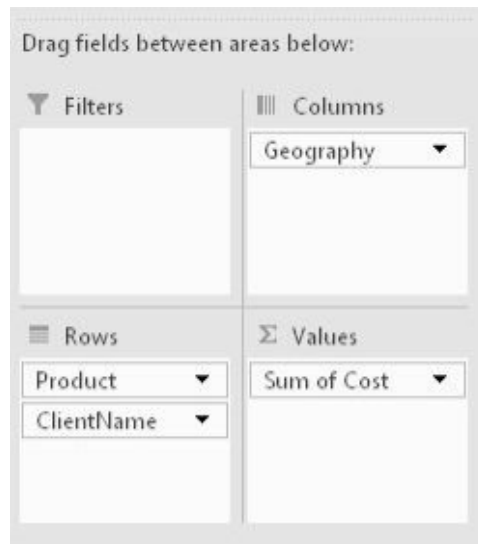 Drag fields between areas below:
Filters
Columns
Geography
Rows
Σ Values
Product
Sum of Cost
ClientName